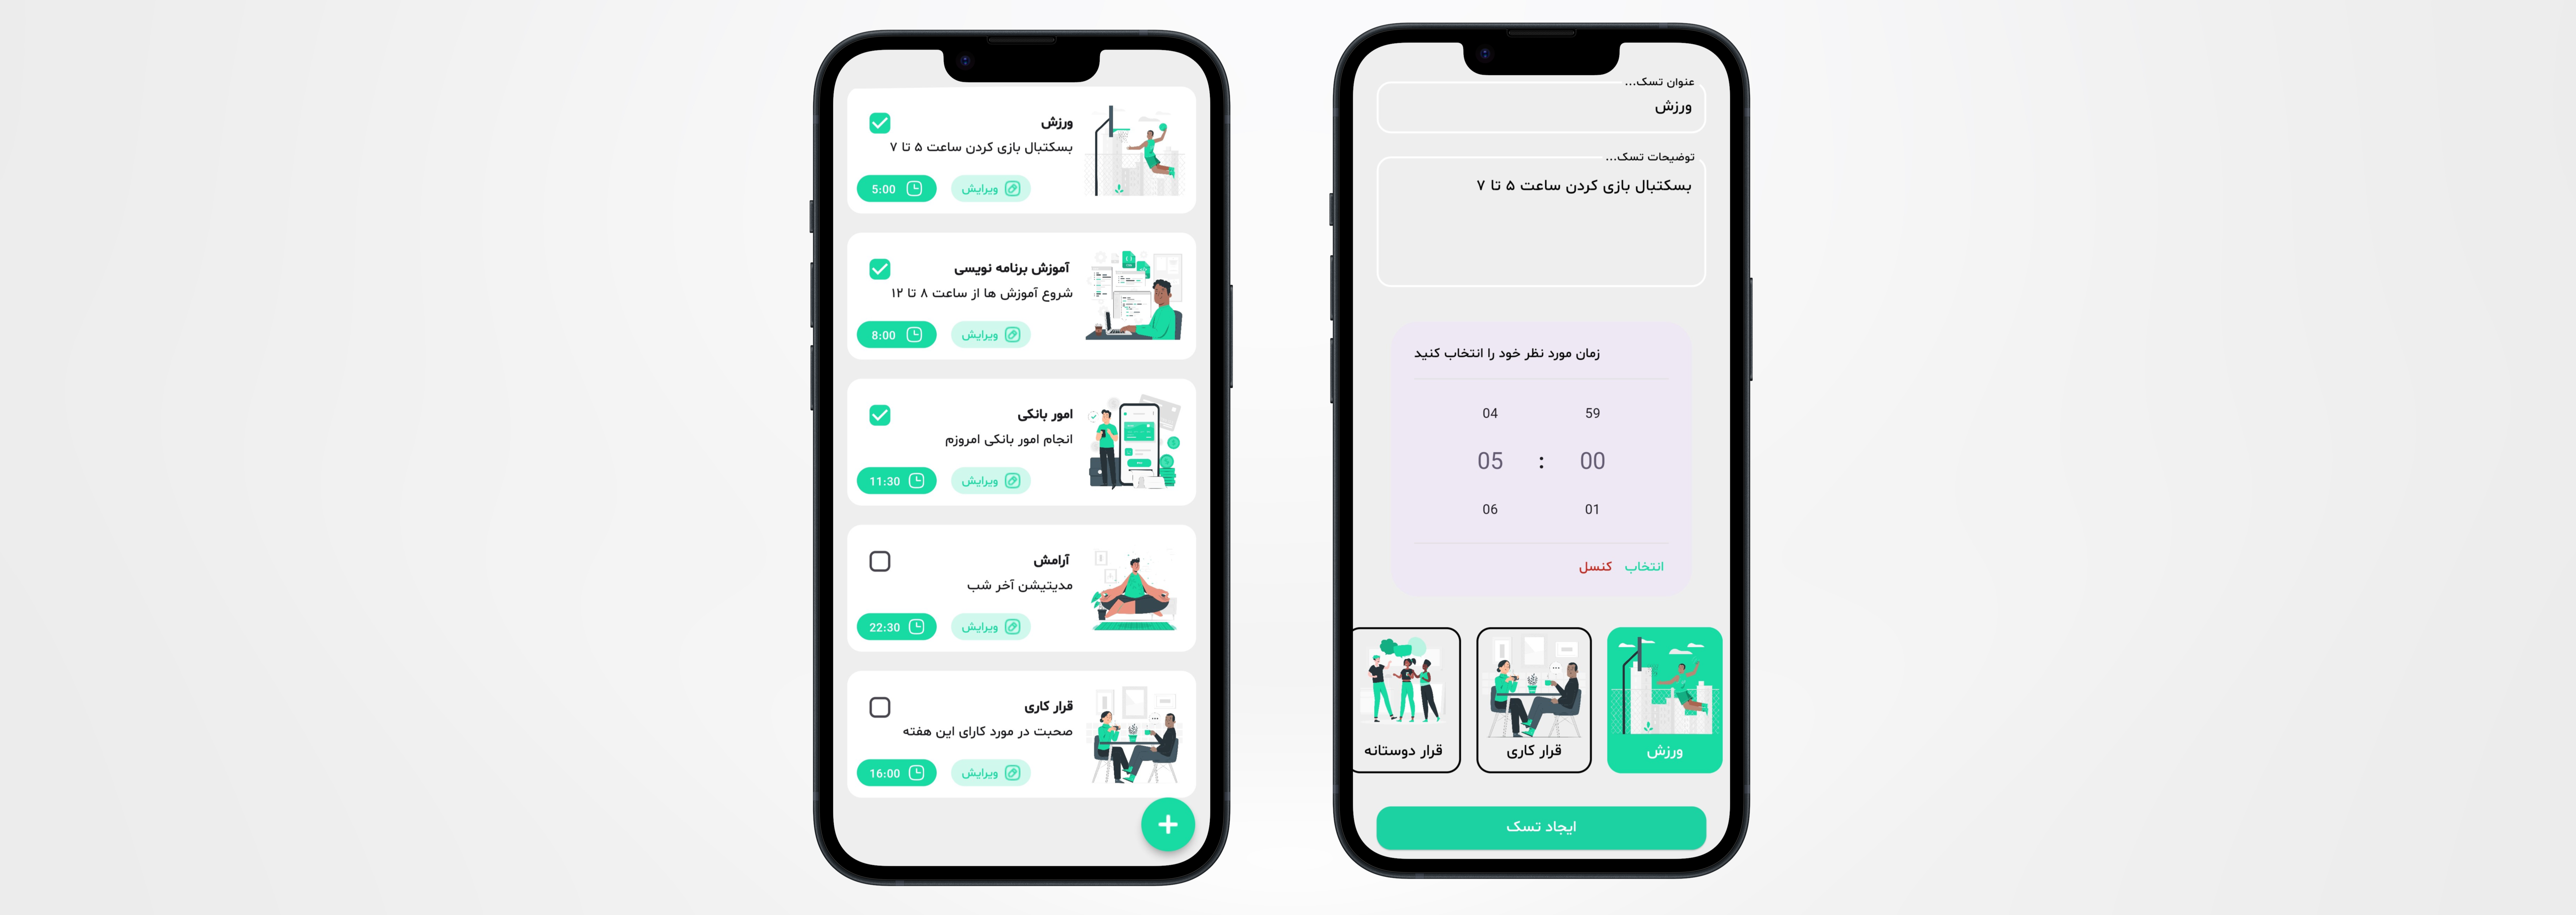 ورزش
بسکتبال بازی کردن ساعت ۵ تا ۷
ویرایش
5:00
آموزش برنامه نویسی
شروع آموزش ها از ساعت ۸ تا ۱۲
ویرایش
8:00
امور بانکی
انجام امور بانکی امروزم
ویرایش
11:30
آرامش
مدیتیشن آخر شب
ویرایش
22:30
قرار کاری
صحبت در مورد کارای این هفته
ویرایش
16:00
عنوان تسک...
ورزش
توضیحات تسک...
بسکتبال بازی کردن ساعت ۵ تا ۷
زمان مورد نظر خود را انتخاب کنید
04 59
05 : 00
06 01
انتخاب کنسل
ورزش
قرار کاری
قرار دوستانه
ایجاد تسک